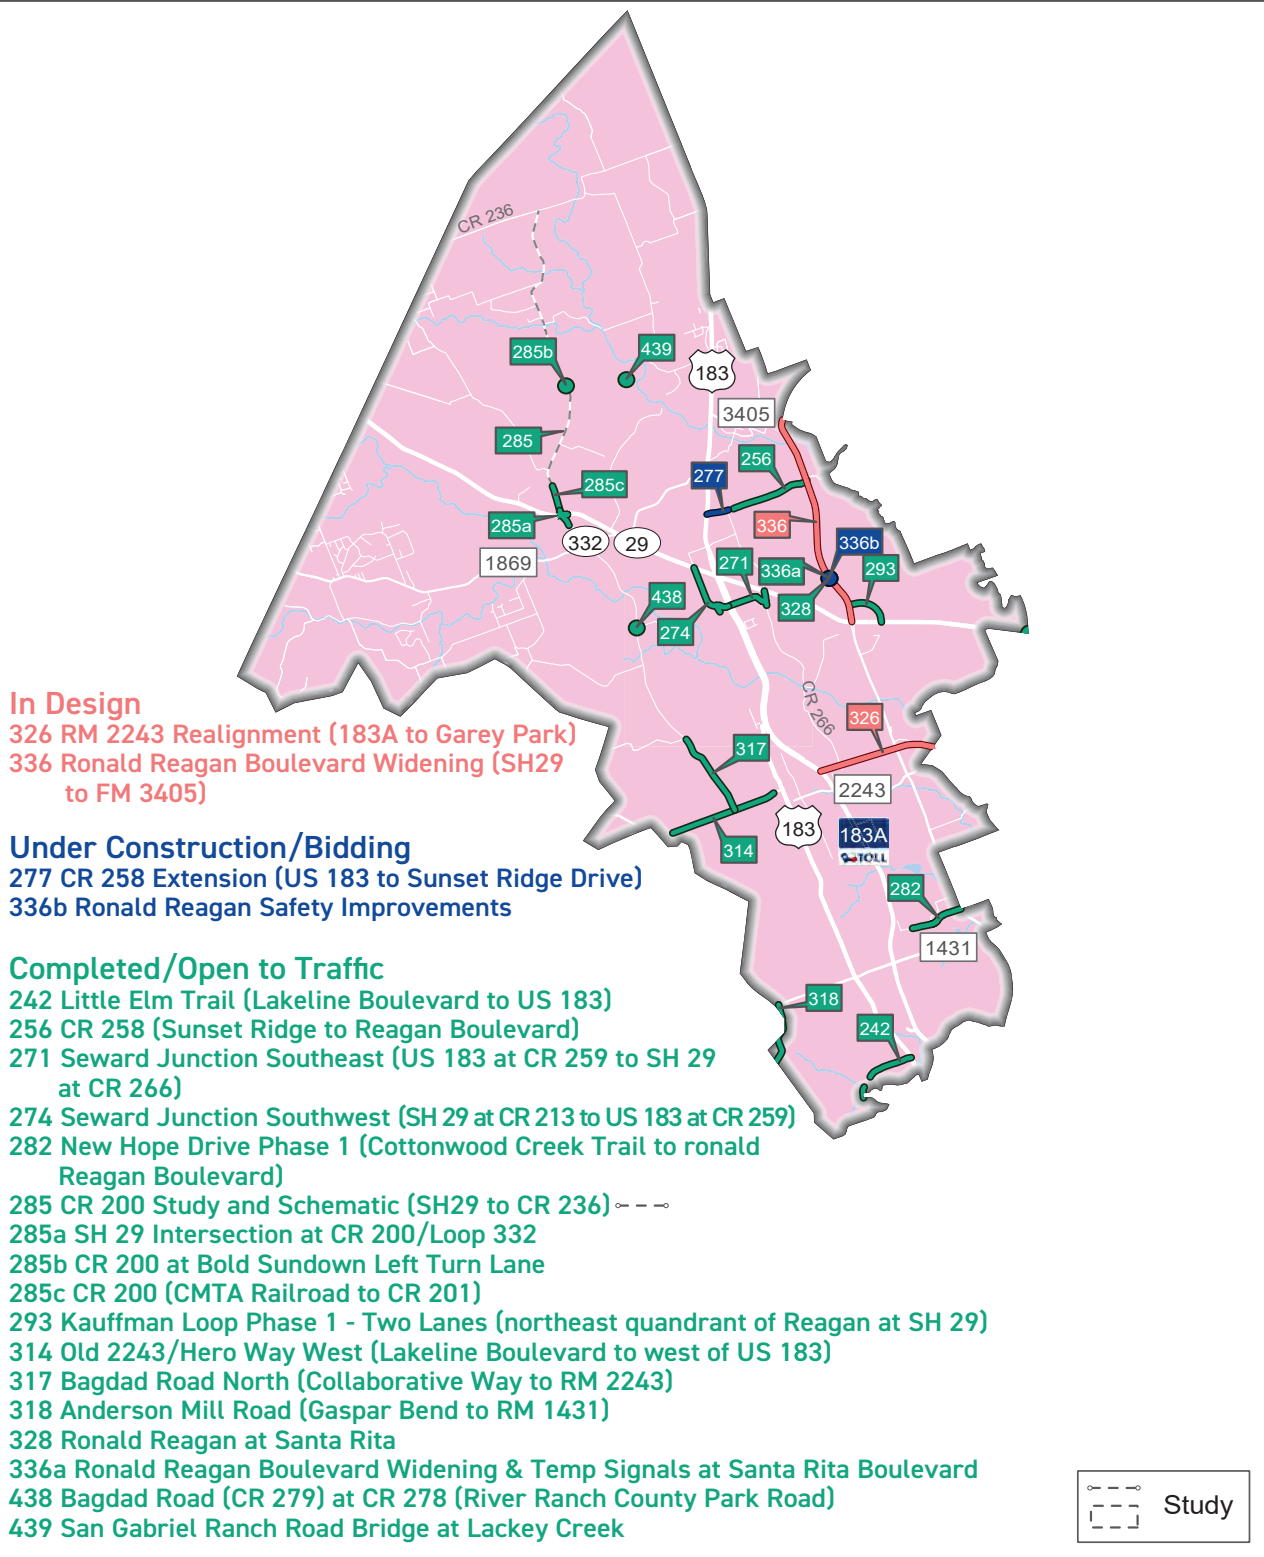 CR 236
285b
439
183
3405
285
256
277
285c
285a
336
332
29
336b
1869
271
336a
293
438
328
274
CR 266
326
317
2243
183
183A
TOLL
314
282
1431
318
242
In Design
326 RM 2243 Realignment (183A to Garey Park)
336 Ronald Reagan Boulevard Widening (SH29
to FM 3405)
Under Construction/Bidding
277 CR 258 Extension (US 183 to Sunset Ridge Drive)
336b Ronald Reagan Safety Improvements
Completed/Open to Traffic
242 Little Elm Trail (Lakeline Boulevard to US 183)
256 CR 258 (Sunset Ridge to Reagan Boulevard)
271 Seward Junction Southeast (US 183 at CR 259 to SH 29
at CR 266)
274 Seward Junction Southwest (SH 29 at CR 213 to US 183 at CR 259)
282 New Hope Drive Phase 1 (Cottonwood Creek Trail to ronald
Reagan Boulevard)
285 CR 200 Study and Schematic (SH29 to CR 236)
285a SH 29 Intersection at CR 200/Loop 332
285b CR 200 at Bold Sundown Left Turn Lane
285c CR 200 (CMTA Railroad to CR 201)
293 Kauffman Loop Phase 1 - Two Lanes (northeast quandrant of Reagan at SH 29)
314 Old 2243/Hero Way West (Lakeline Boulevard to west of US 183)
317 Bagdad Road North (Collaborative Way to RM 2243)
318 Anderson Mill Road (Gaspar Bend to RM 1431)
328 Ronald Reagan at Santa Rita
336a Ronald Reagan Boulevard Widening & Temp Signals at Santa Rita Boulevard
438 Bagdad Road (CR 279) at CR 278 (River Ranch County Park Road)
439 San Gabriel Ranch Road Bridge at Lackey Creek
Study